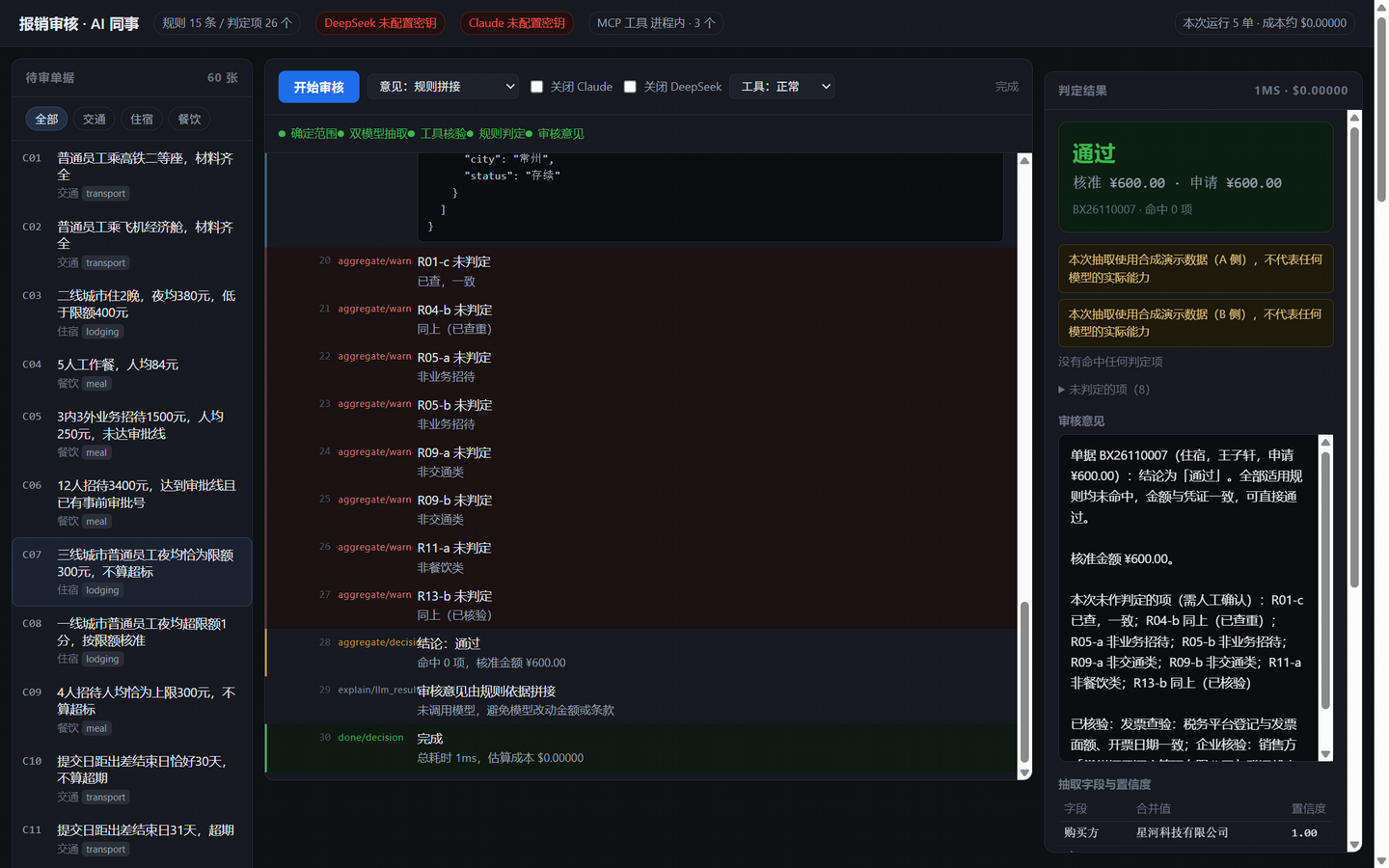 报销审核 · AI 同事
规则 15 条 / 判定项 26 个
DeepSeek 未配置密钥
Claude 未配置密钥
MCP 工具 进程内 · 3 个
本次运行 5 单 · 成本约 $0.00000
待审单据
60 张
全部
交通
住宿
餐饮
C01
普通员工乘高铁二等座，材料齐
全
交通 transport
C02
普通员工乘飞机经济舱，材料齐
全
交通 transport
C03
二线城市住2晚，夜均380元，低
于限额400元
住宿 lodging
C04
5人工作餐，人均84元
餐饮 meal
C05
3内3外业务招待1500元，人均
250元，未达审批线
餐饮 meal
C06
12人招待3400元，达到审批线且
已有事前审批号
餐饮 meal
C07
三线城市普通员工夜均恰为限额
300元，不算超标
住宿 lodging
C08
一线城市普通员工夜均超限额1
分，按限额核准
住宿 lodging
C09
4人招待人均恰为上限300元，不
算超标
餐饮 meal
C10
提交日距出差结束日恰好30天，
不算超期
交通 transport
C11
提交日距出差结束日31天，超期
交通 transport
开始审核
意见：规则拼接
关闭 Claude
关闭 DeepSeek
工具：正常
完成
确定范围
双模型抽取
工具核验
规则判定
审核意见
"city": "常州",
"status": "存续"
}
]
}
20 aggregate/warn R01-c 未判定
已查，一致
21 aggregate/warn R04-b 未判定
同上（已查重）
22 aggregate/warn R05-a 未判定
非业务招待
23 aggregate/warn R05-b 未判定
非业务招待
24 aggregate/warn R09-a 未判定
非交通类
25 aggregate/warn R09-b 未判定
非交通类
26 aggregate/warn R11-a 未判定
非餐饮类
27 aggregate/warn R13-b 未判定
同上（已核验）
28 aggregate/decisi 结论：通过
命中 0 项，核准金额 ¥600.00
29 explain/llm_result 审核意见由规则依据拼接
未调用模型，避免模型改动金额或条款
30 done/decision 完成
总耗时 1ms，估算成本 $0.00000
判定结果
1MS · $0.00000
通过
核准 ¥600.00 · 申请 ¥600.00
BX26110007 · 命中 0 项
本次抽取使用合成演示数据（A 侧），不代表任何
模型的实际能力
本次抽取使用合成演示数据（B 侧），不代表任何
模型的实际能力
没有命中任何判定项
▶ 未判定的项（8）
审核意见
单据 BX26110007（住宿，王子轩，申请
¥600.00）：结论为「通过」。全部适用规
则均未命中，金额与凭证一致，可直接通
过。
核准金额 ¥600.00。
本次未作判定的项（需人工确认）：R01-c
已查，一致；R04-b 同上（已查重）；
R05-a 非业务招待；R05-b 非业务招待；
R09-a 非交通类；R09-b 非交通类；R11-a
非餐饮类；R13-b 同上（已核验）
已核验：发票查验：税务平台登记与发票
面额、开票日期一致；企业核验：销售方
抽取字段与置信度
字段
合并值
置信度
购买方
星河科技有限公司
1.00